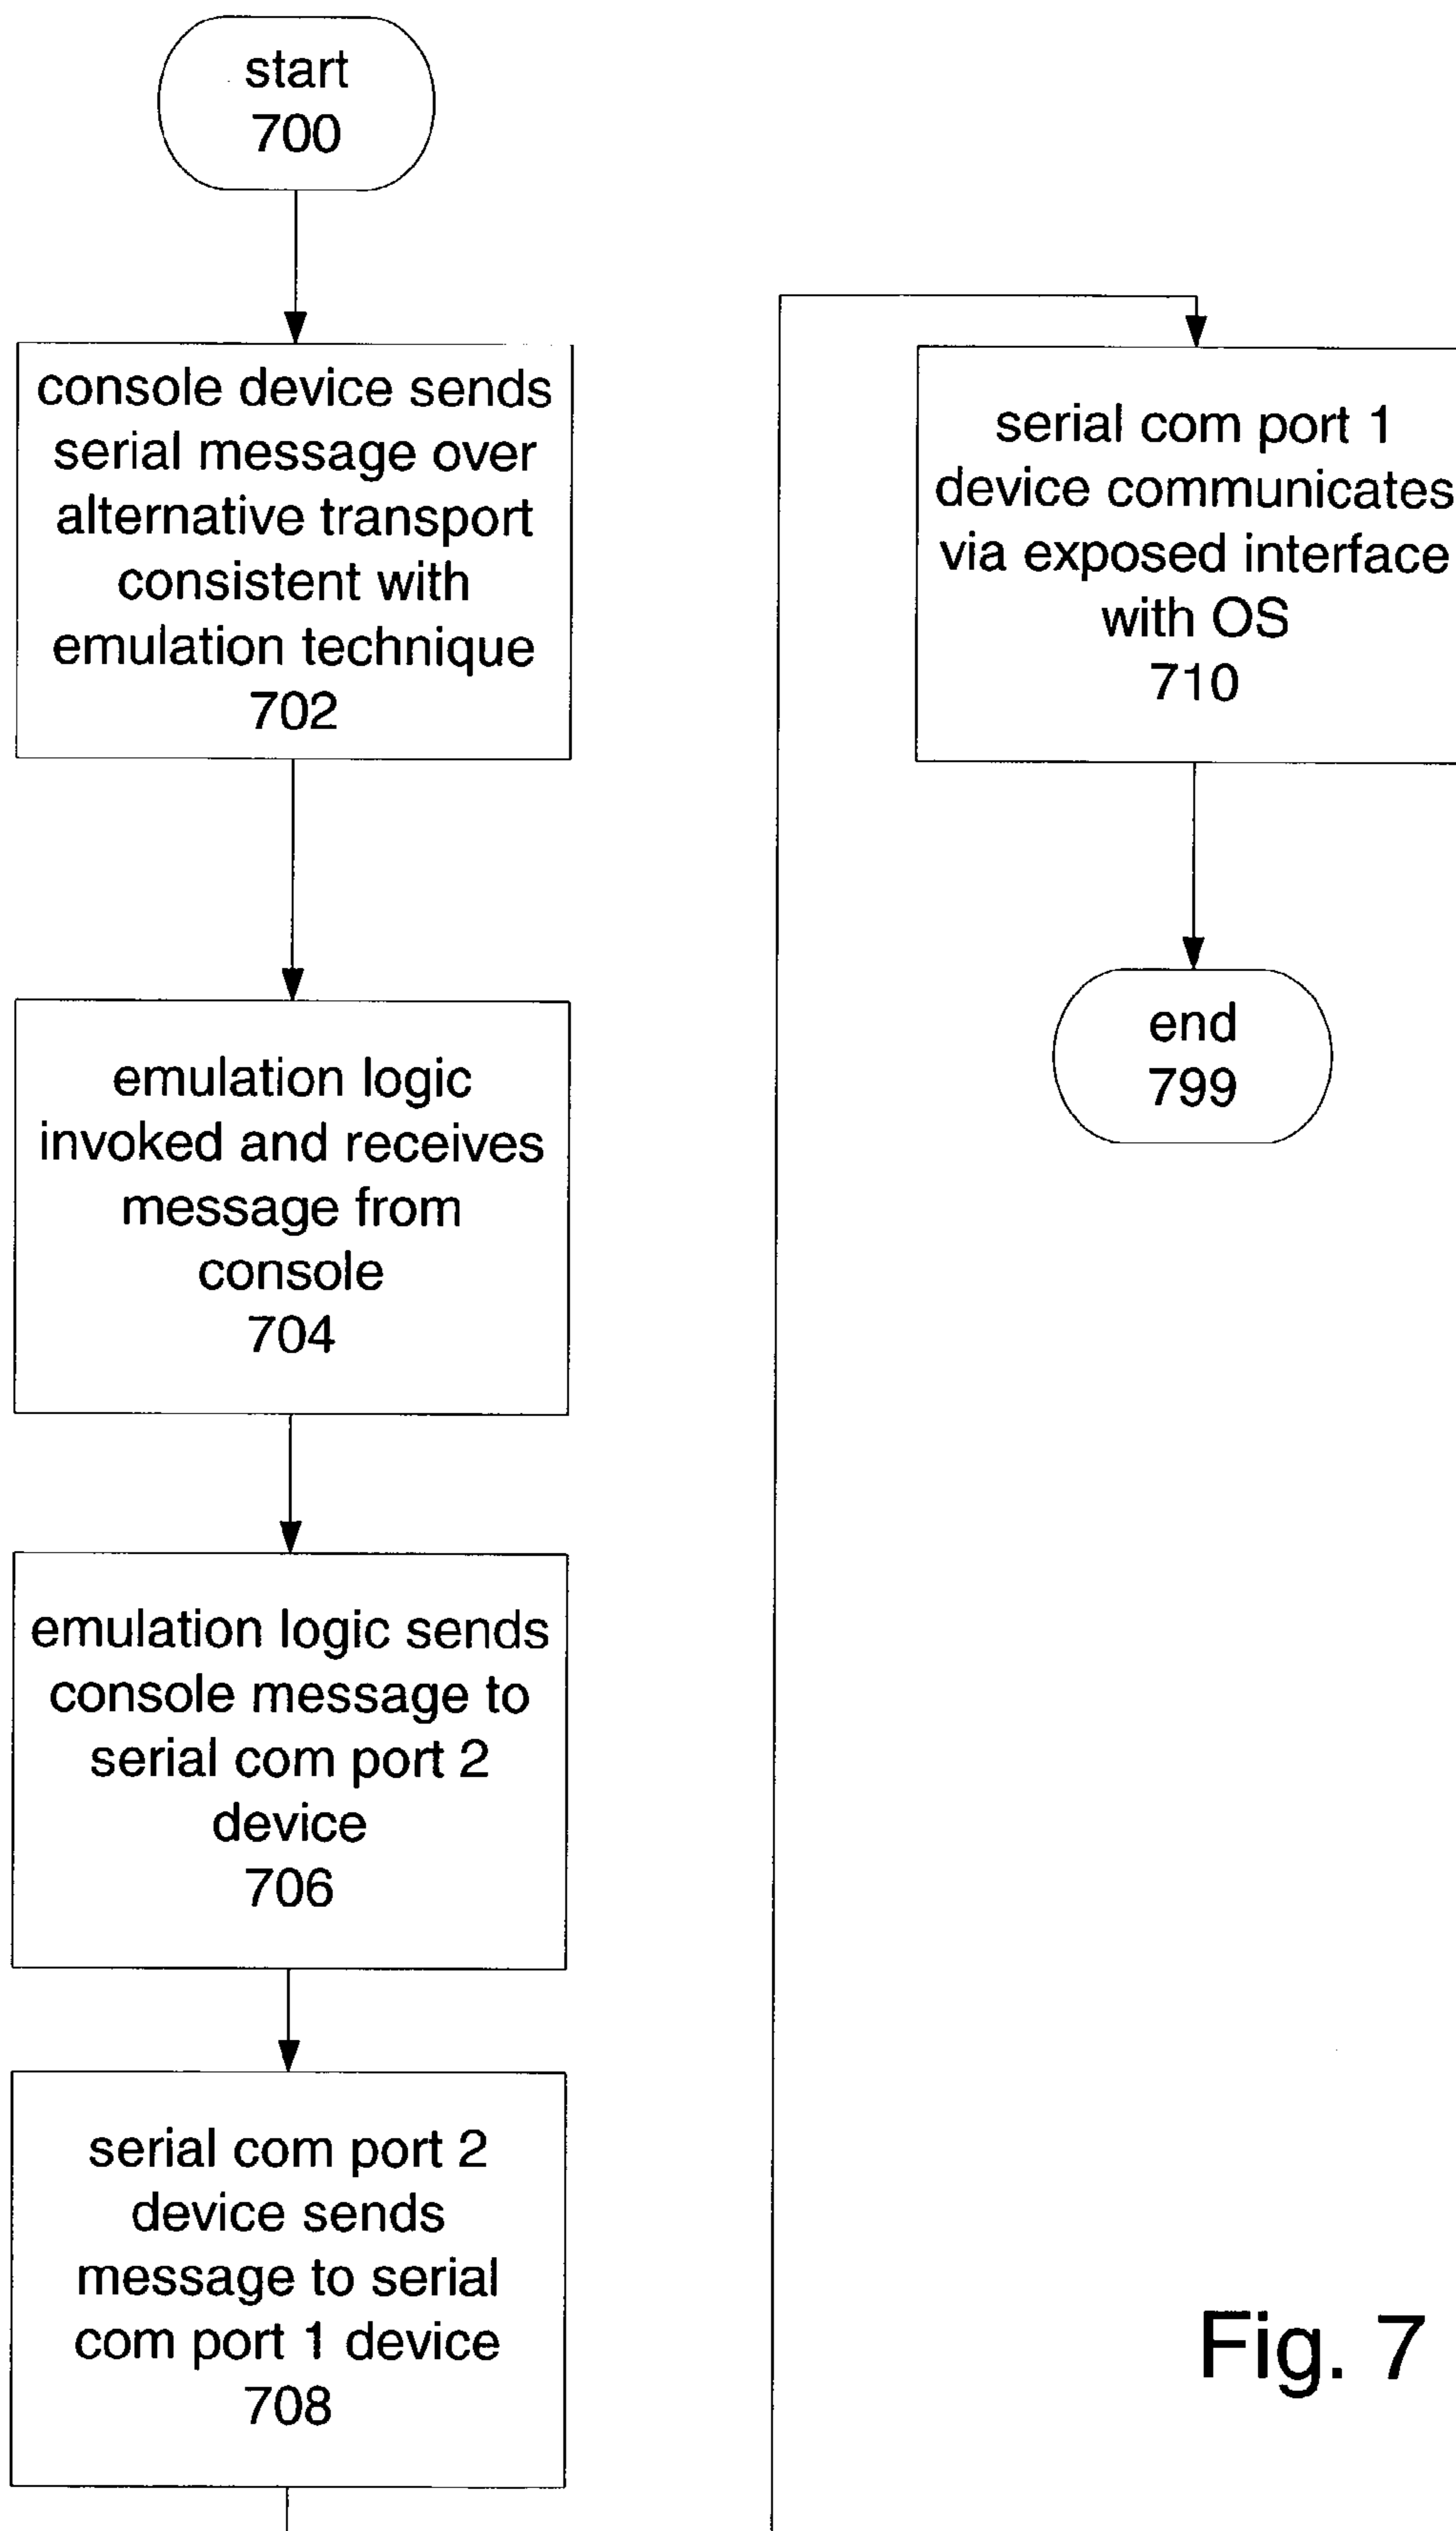 start
700
console device sends
serial message over
alternative transport
consistent with
emulation technique
702
emulation logic
invoked and receives
message from
console
704
emulation logic sends
console message to
serial com port 2
device
706
serial com port 2
device sends
message to serial
com port 1 device
708
serial com port 1
device communicates
via exposed interface
with OS
710
end
799
Fig. 7